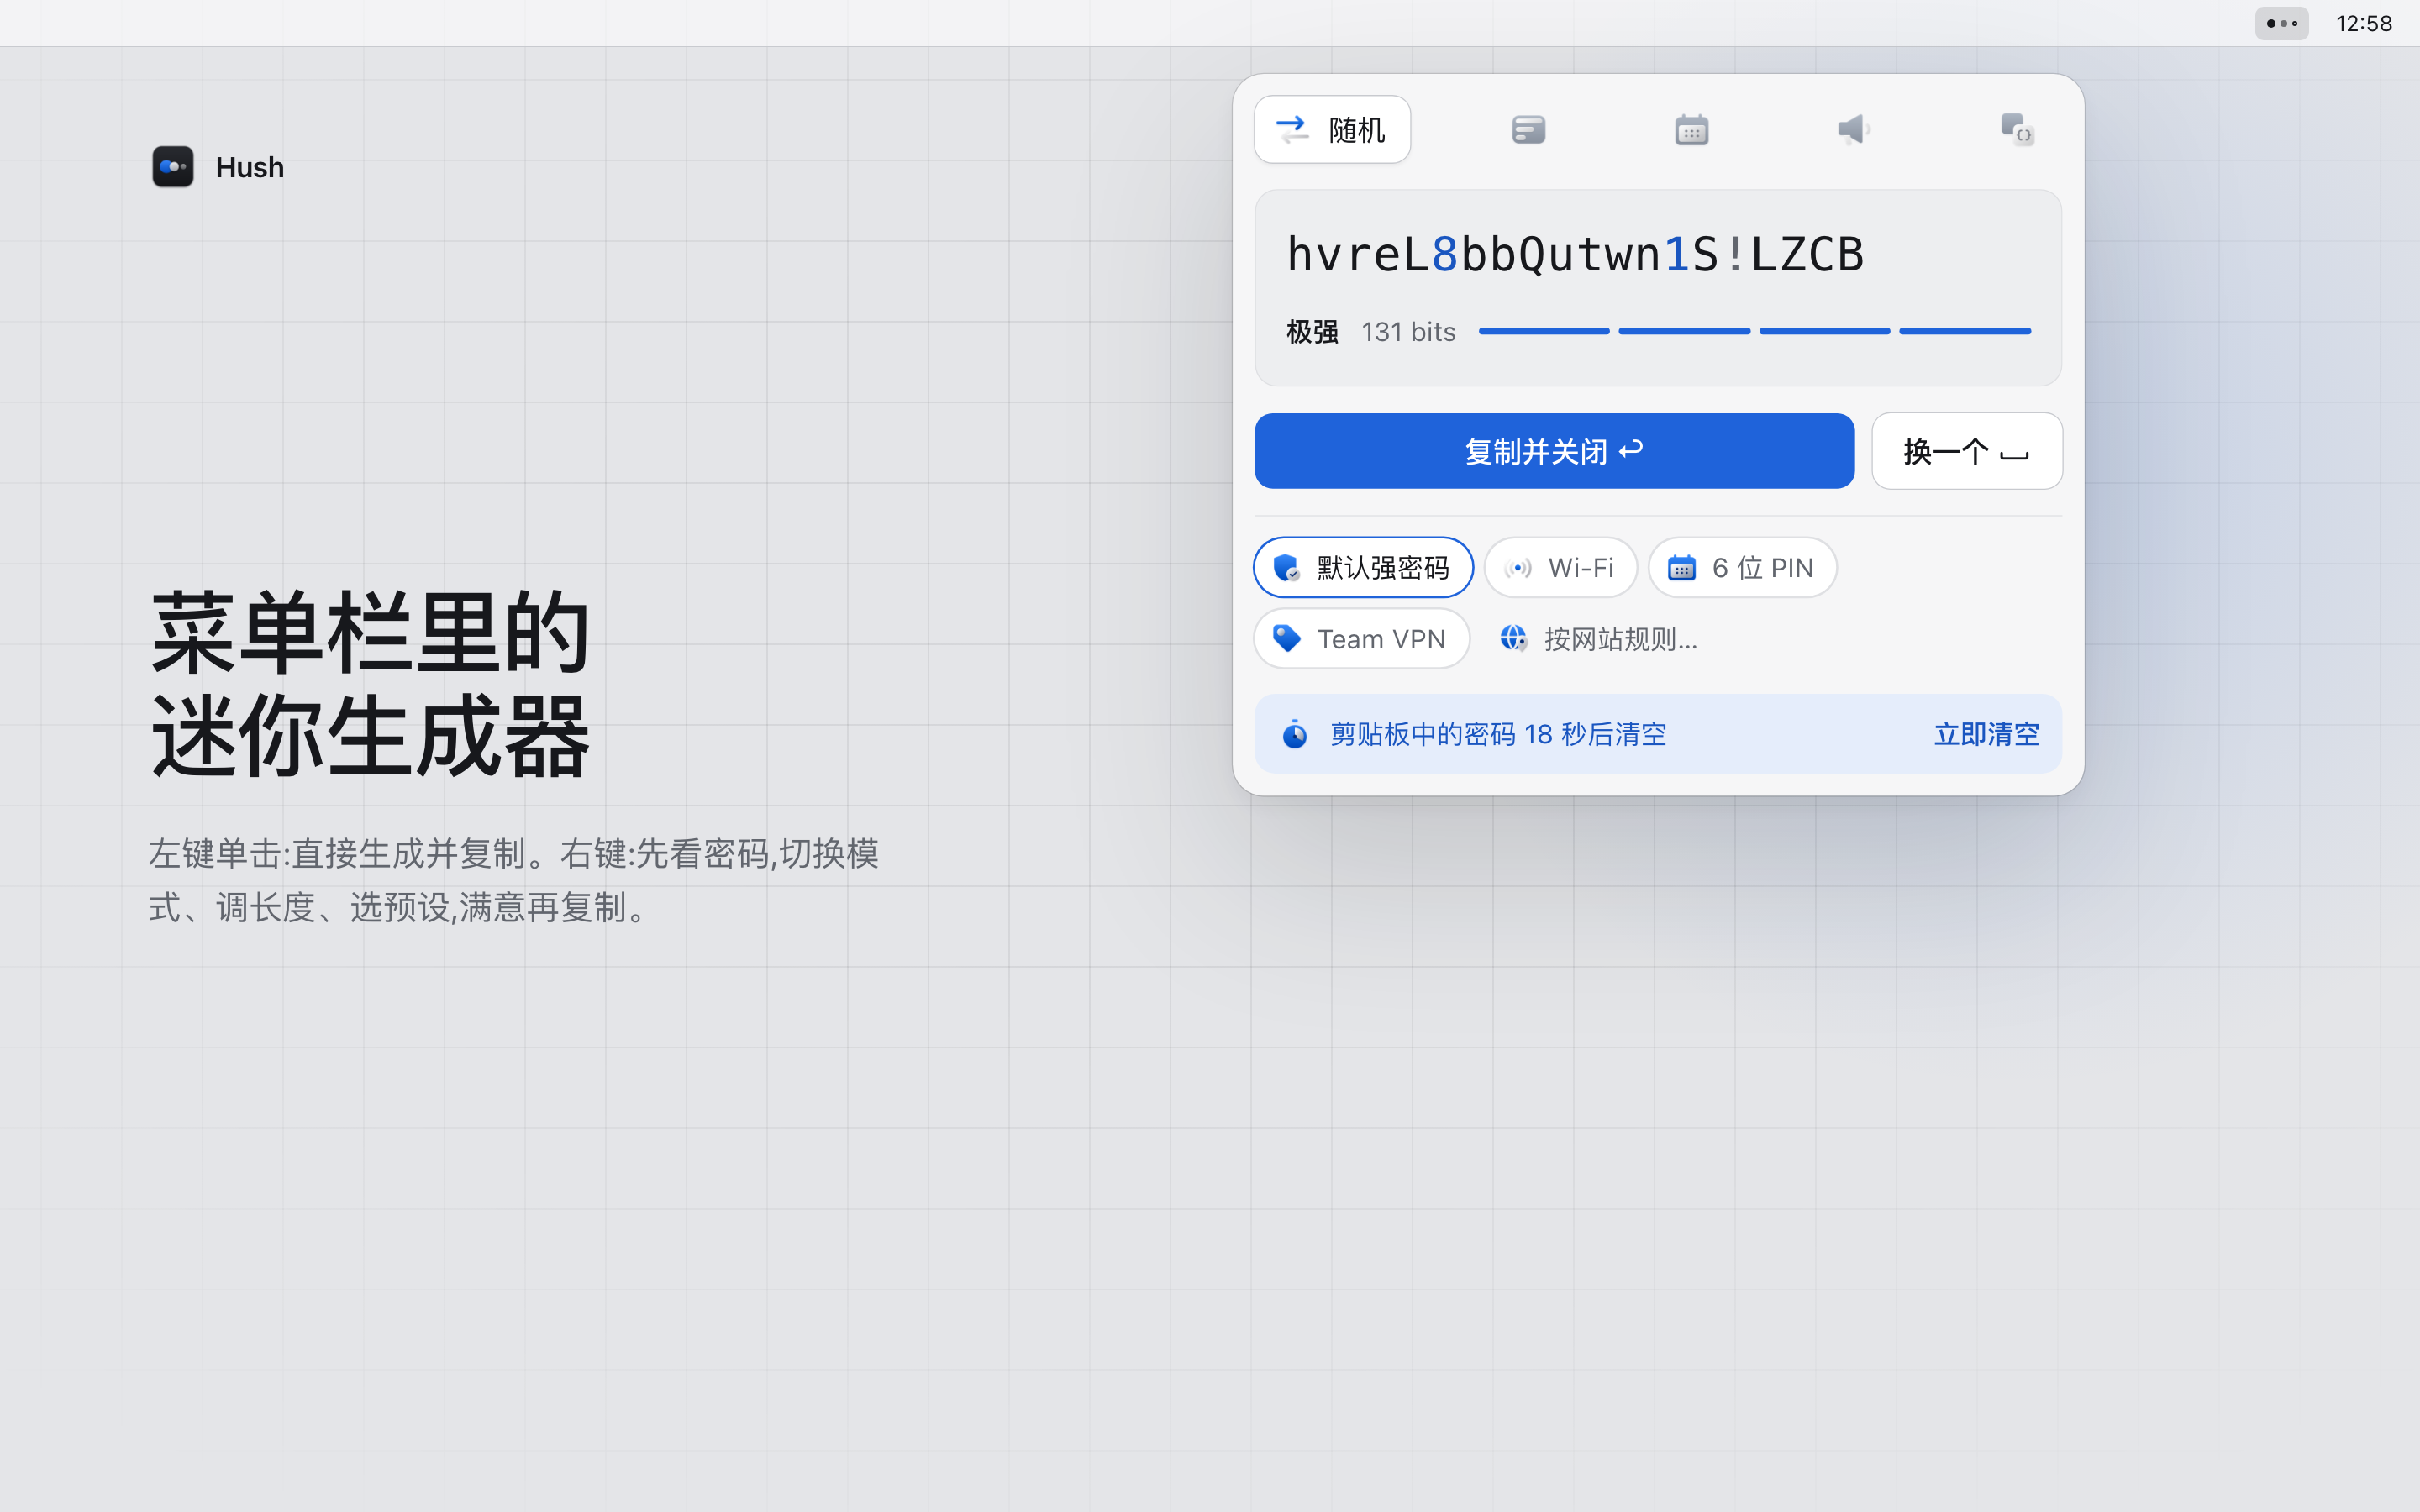 12:58
Hush
菜单栏里的
迷你生成器
左键单击:直接生成并复制。右键:先看密码,切换模
式、调长度、选预设,满意再复制。
随机
hvreL8bbQutwn1S!LZCB
极强 131 bits
复制并关闭
换一个
默认强密码 Wi-Fi 6 位 PIN
Team VPN 按网站规则...
剪贴板中的密码 18 秒后清空 立即清空